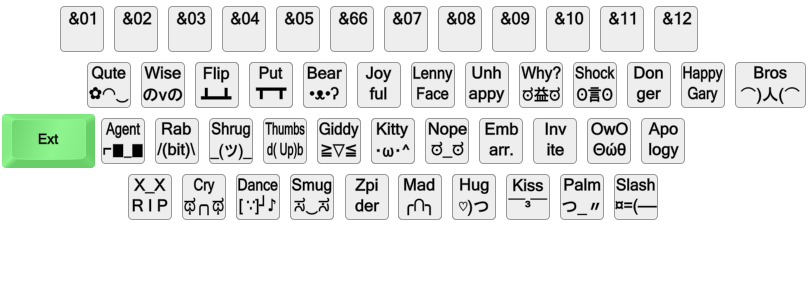 &01 &02 &03 &04 &05 &66 &07 &08 &09 &10 &11 &12
Qute Wise Flip Put Bear Joy Lenny Unh Why? Shock Don Happy Bros
✿◠‿ のvの ┻━┻ ┳━┳ •ᴥ•ʔ ful Face appy ಠ益ಠ ʘ言ʘ ger Gary ⌒)人(⌒
Ext
Agent Rab Shrug Thumbs Giddy Kitty Nope Emb Inv OwO Apo
⌐■_■ /(bit)\ _(ツ)_ d( Up)b ≧▽≦ ･ω･^ ಠ_ಠ arr. ite Θώθ logy
X_X Cry Dance Smug Zpi Mad Hug Kiss Palm Slash
R I P ಥ╭╮ಥ [ ∵]┘♪ ಸ‿ಸ der ╭∩╮ ♡)つ ￣³￣ つ_〃 ¤=(—